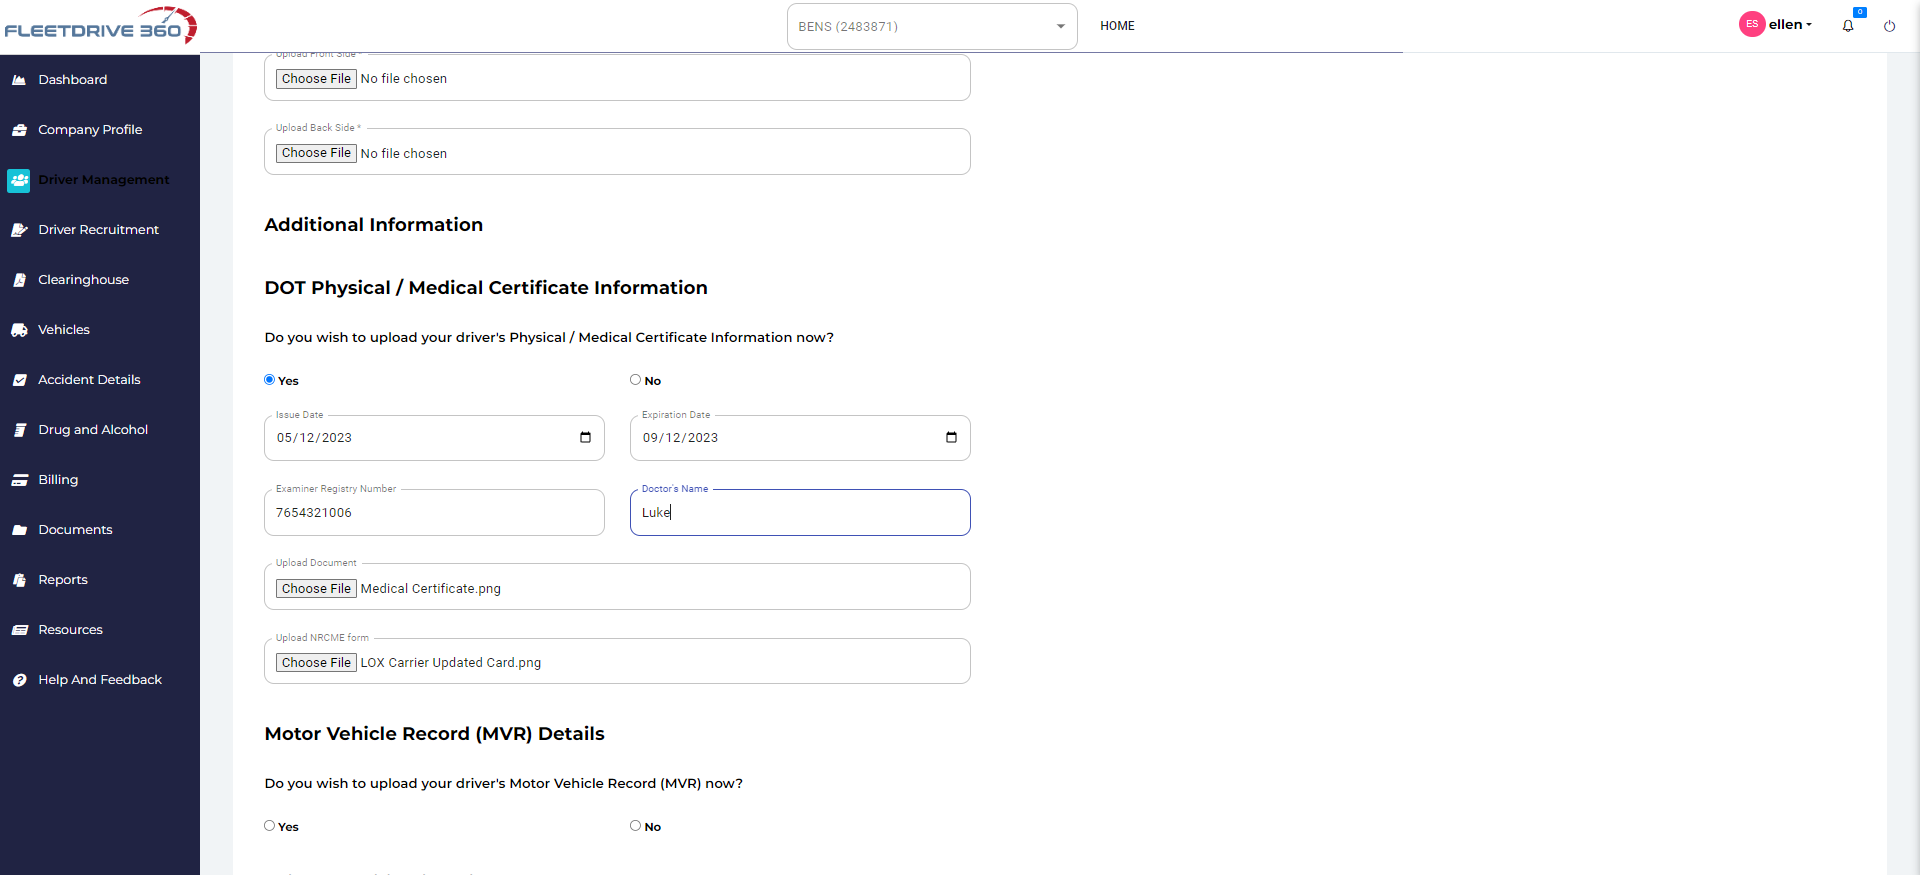 FLEETDRIVE 360
BENS (2483871)
HOME
ES
ellen
0
Dashboard
Company Profile
Driver Management
Driver Recruitment
Clearinghouse
Vehicles
Accident Details
Drug and Alcohol
Billing
Documents
Reports
Resources
Help And Feedback
Upload Front Side *
Choose File No file chosen
Upload Back Side *
Choose File No file chosen
Additional Information
DOT Physical / Medical Certificate Information
Do you wish to upload your driver's Physical / Medical Certificate Information now?
Yes No
Issue Date Expiration Date
05/12/2023 09/12/2023
Examiner Registry Number Doctor's Name
7654321006 Luke
Upload Document
Choose File Medical Certificate.png
Upload NRCME form
Choose File LOX Carrier Updated Card.png
Motor Vehicle Record (MVR) Details
Do you wish to upload your driver's Motor Vehicle Record (MVR) now?
Yes No